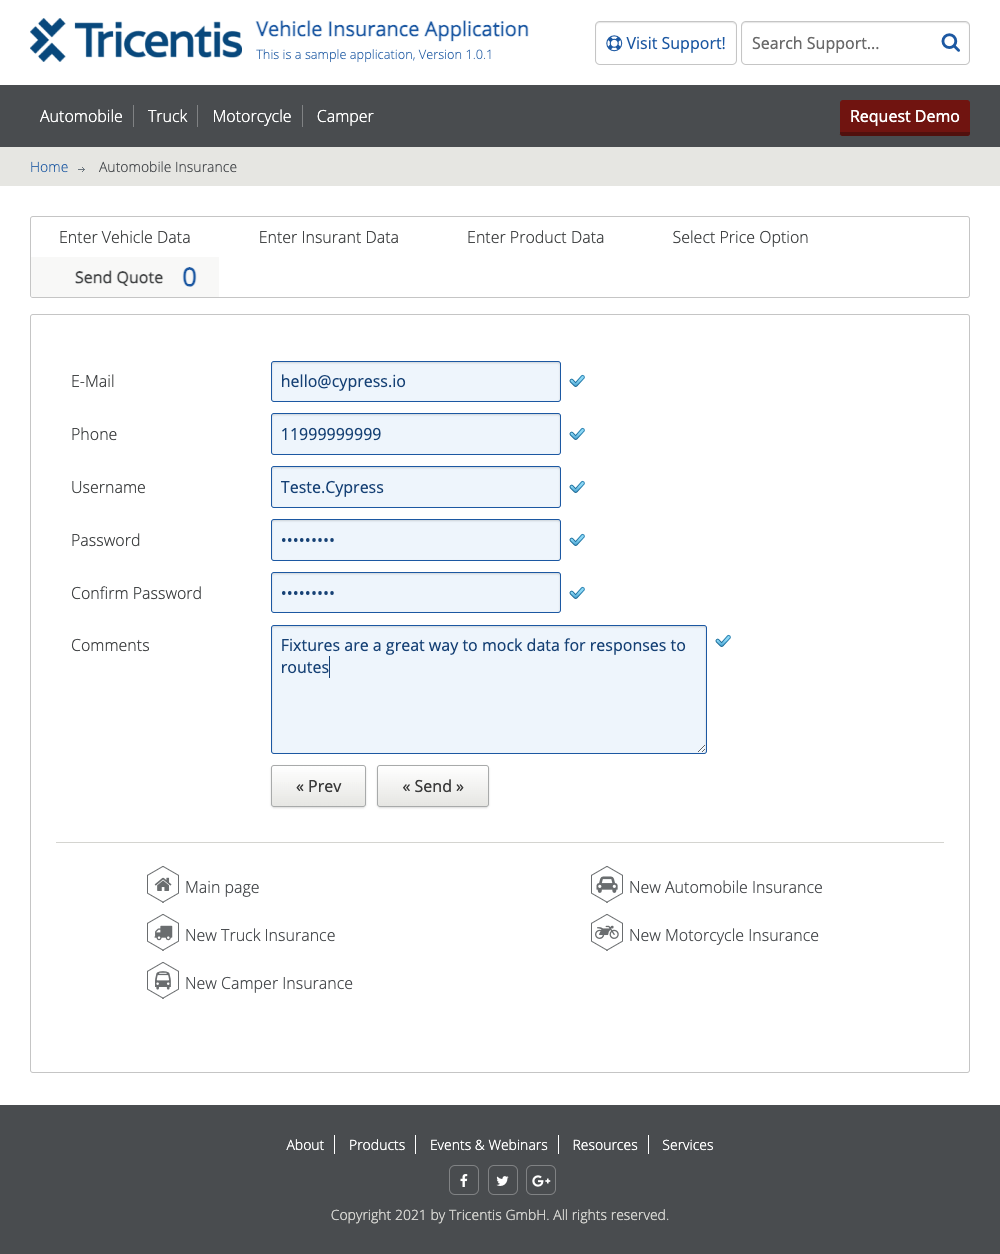 Tricentis
Vehicle Insurance Application
This is a sample application, Version 1.0.1
Visit Support!
Search Support...
Automobile
Truck
Motorcycle
Camper
Request Demo
Home → Automobile Insurance
Enter Vehicle Data
Enter Insurant Data
Enter Product Data
Select Price Option
Send Quote 0
E-Mail
hello@cypress.io
Phone
11999999999
Username
Teste.Cypress
Password
•••••••••
Confirm Password
•••••••••
Comments
Fixtures are a great way to mock data for responses to
routes
« Prev
« Send »
Main page
New Automobile Insurance
New Truck Insurance
New Motorcycle Insurance
New Camper Insurance
About
Products
Events & Webinars
Resources
Services
f
G+
Copyright 2021 by Tricentis GmbH. All rights reserved.